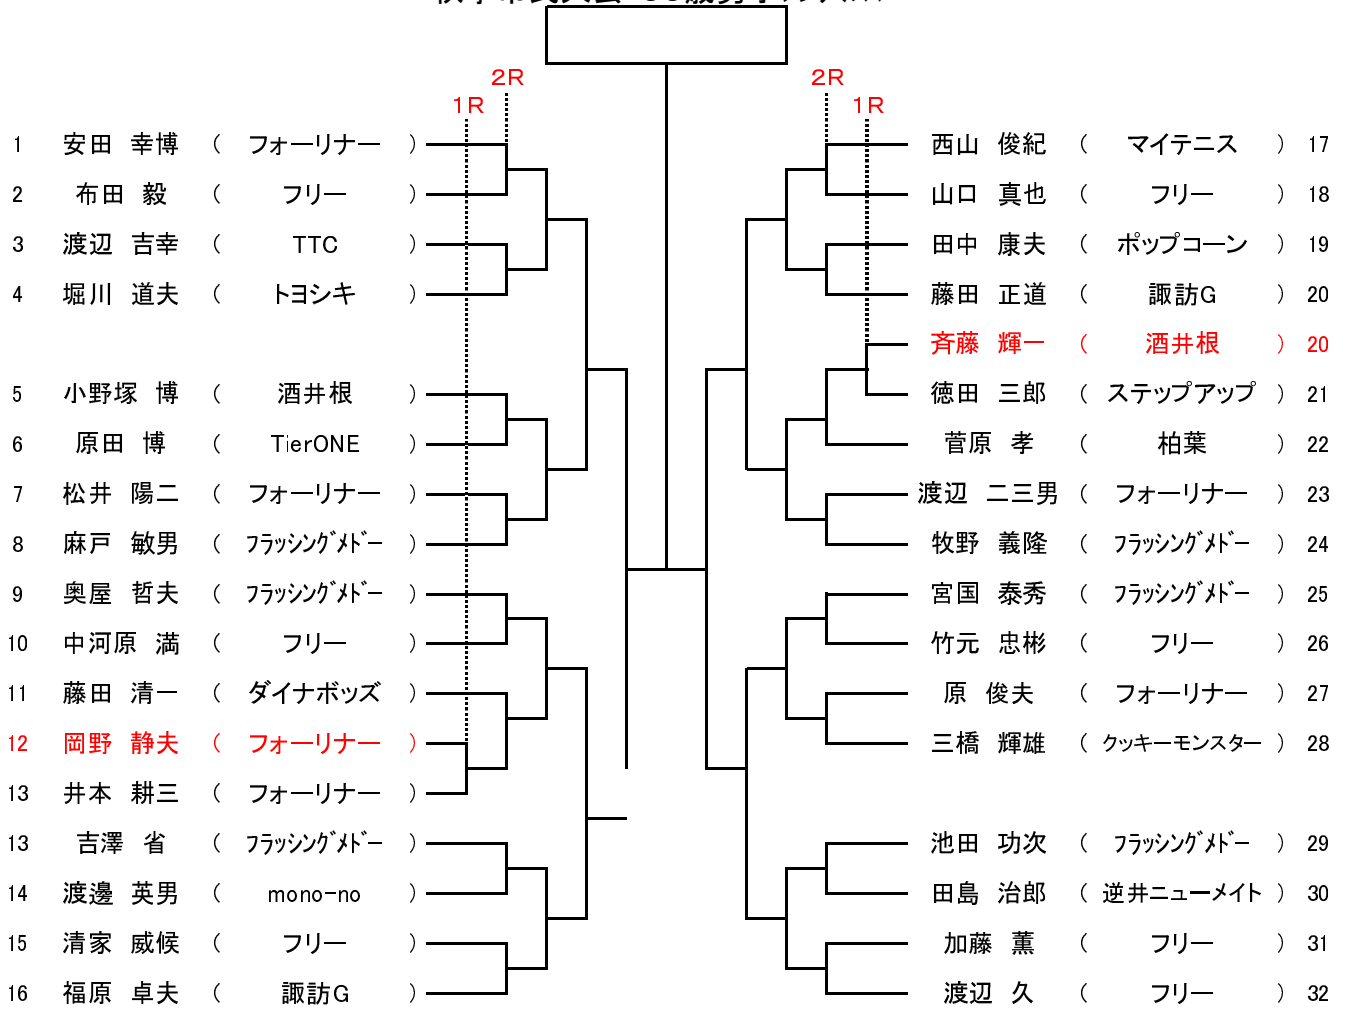 2R 2R
1R 1R
1 安田 幸博 ( フォーリナー ) 西山 俊紀 ( マイテニス ) 17
2 布田 毅 ( フリー ) 山口 真也 ( フリー ) 18
3 渡辺 吉幸 ( TTC ) 田中 康夫 ( ポップコーン ) 19
4 堀川 道夫 ( トヨシキ ) 藤田 正道 ( 諏訪G ) 20
斉藤 輝一 ( 酒井根 ) 20
5 小野塚 博 ( 酒井根 ) 徳田 三郎 ( ステップアップ ) 21
6 原田 博 ( TierONE ) 菅原 孝 ( 柏葉 ) 22
7 松井 陽二 ( フォーリナー ) 渡辺 二三男 ( フォーリナー ) 23
8 麻戸 敏男 ( フラッシングメドー ) 牧野 義隆 ( フラッシングメドー ) 24
9 奥屋 哲夫 ( フラッシングメドー ) 宮国 泰秀 ( フラッシングメドー ) 25
10 中河原 満 ( フリー ) 竹元 忠彬 ( フリー ) 26
11 藤田 清一 ( ダイナボッズ ) 原 俊夫 ( フォーリナー ) 27
12 岡野 静夫 ( フォーリナー ) 三橋 輝雄 ( クッキーモンスター ) 28
13 井本 耕三 ( フォーリナー )
13 吉澤 省 ( フラッシングメドー ) 池田 功次 ( フラッシングメドー ) 29
14 渡邊 英男 ( mono-no ) 田島 治郎 ( 逆井ニューメイト ) 30
15 清家 威候 ( フリー ) 加藤 薫 ( フリー ) 31
16 福原 卓夫 ( 諏訪G ) 渡辺 久 ( フリー ) 32